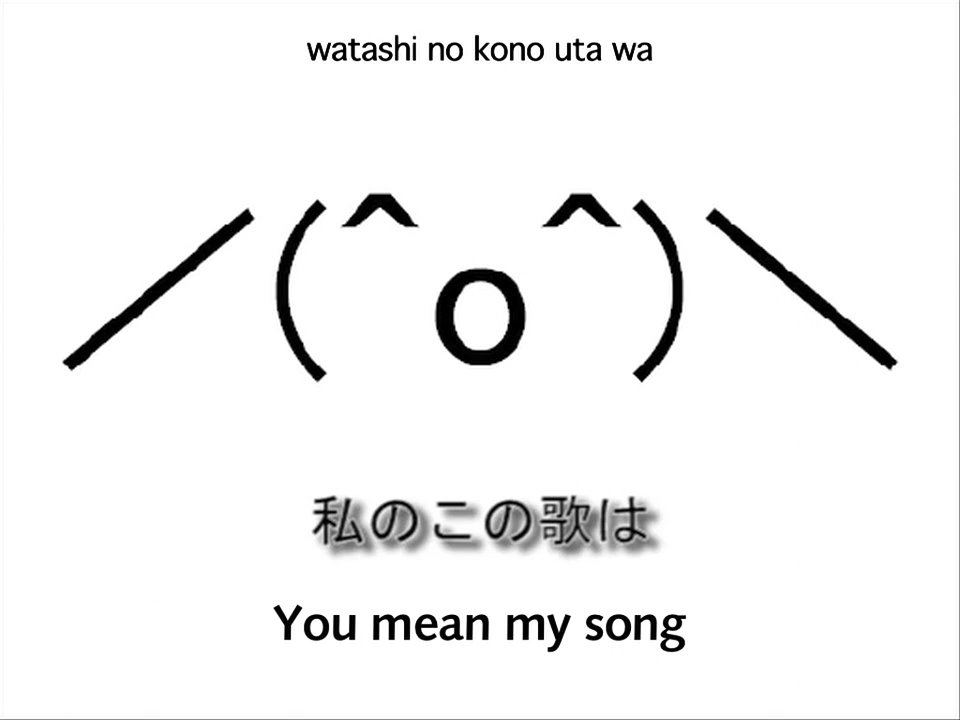 watashi no kono uta wa
／(^o^)＼
私のこの歌は
You mean my song